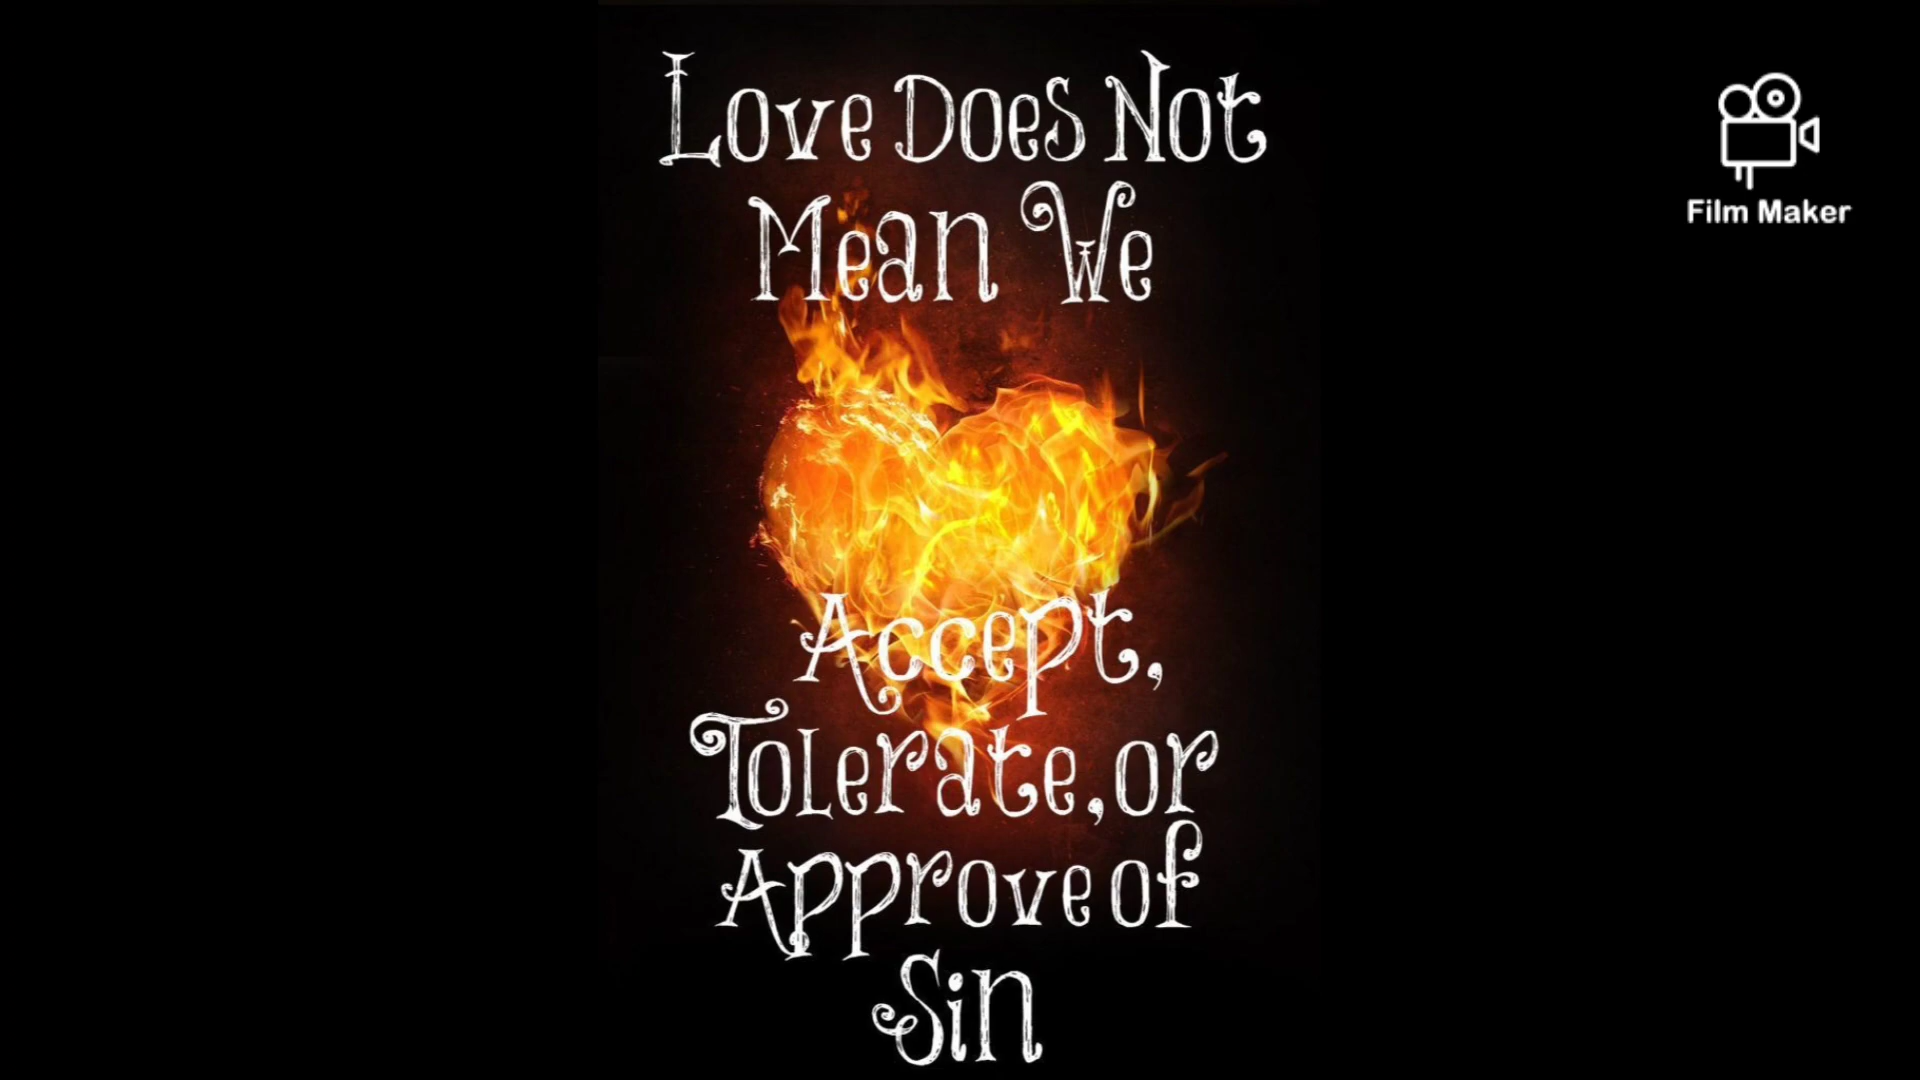 Love Does Not
Mean We
Accept,
Tolerate, or
Approve of
Sin
Film Maker